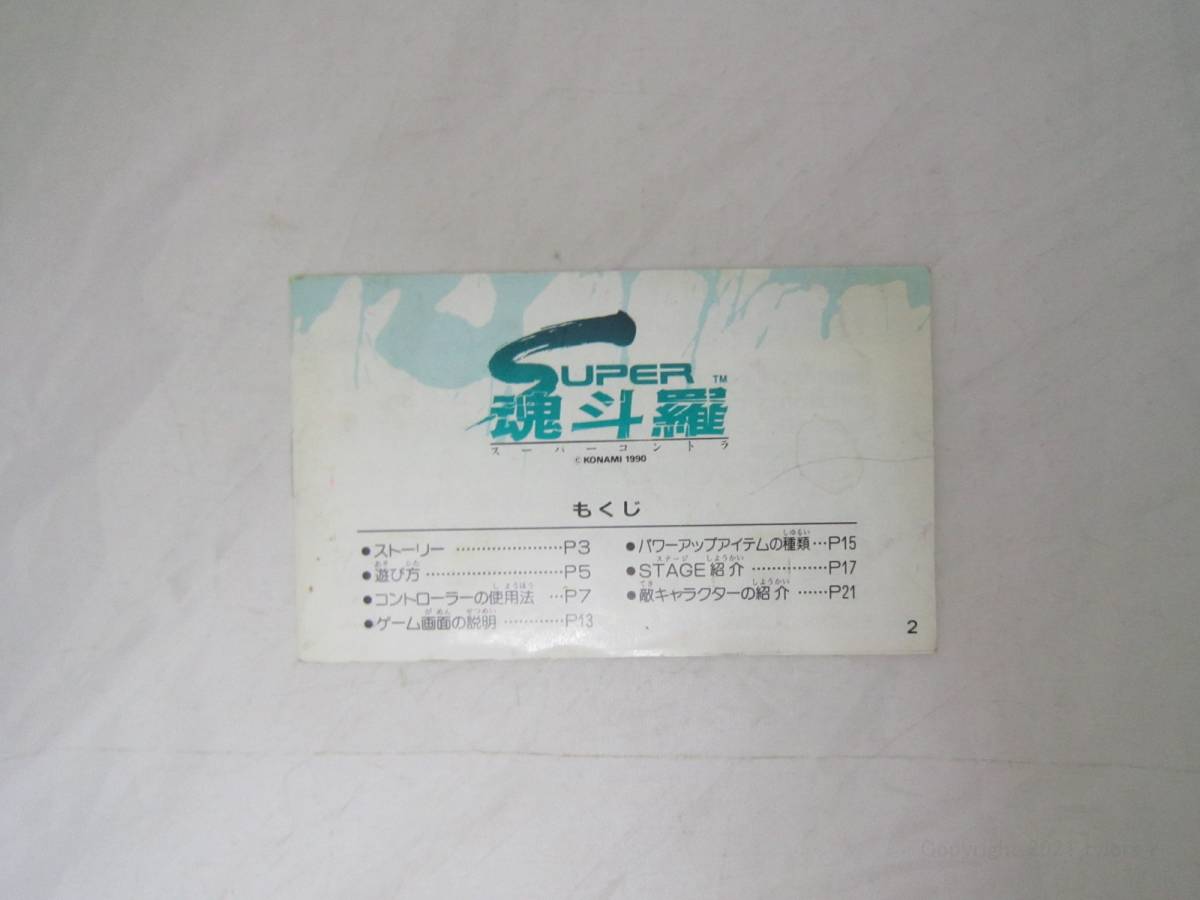 SUPER TM
魂斗羅
スーパーコントラ
© KONAMI 1990
もくじ
●ストーリー ……………………P3
●遊び方 ……………………P5
●コントローラーの使用法 …P7
●ゲーム画面の説明 …………P13
●パワーアップアイテムの種類…P15
●STAGE紹介 ……………P17
●敵キャラクターの紹介 ……P21
2